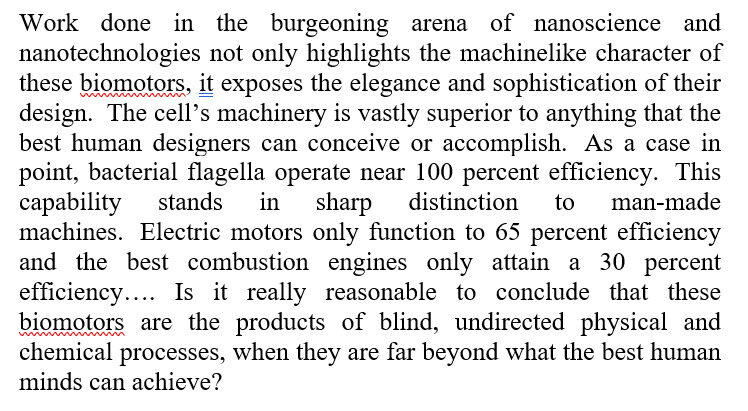 Work done in the burgeoning arena of nanoscience and
nanotechnologies not only highlights the machinelike character of
these biomotors, it exposes the elegance and sophistication of their
design. The cell’s machinery is vastly superior to anything that the
best human designers can conceive or accomplish. As a case in
point, bacterial flagella operate near 100 percent efficiency. This
capability stands in sharp distinction to man-made
machines. Electric motors only function to 65 percent efficiency
and the best combustion engines only attain a 30 percent
efficiency…. Is it really reasonable to conclude that these
biomotors are the products of blind, undirected physical and
chemical processes, when they are far beyond what the best human
minds can achieve?